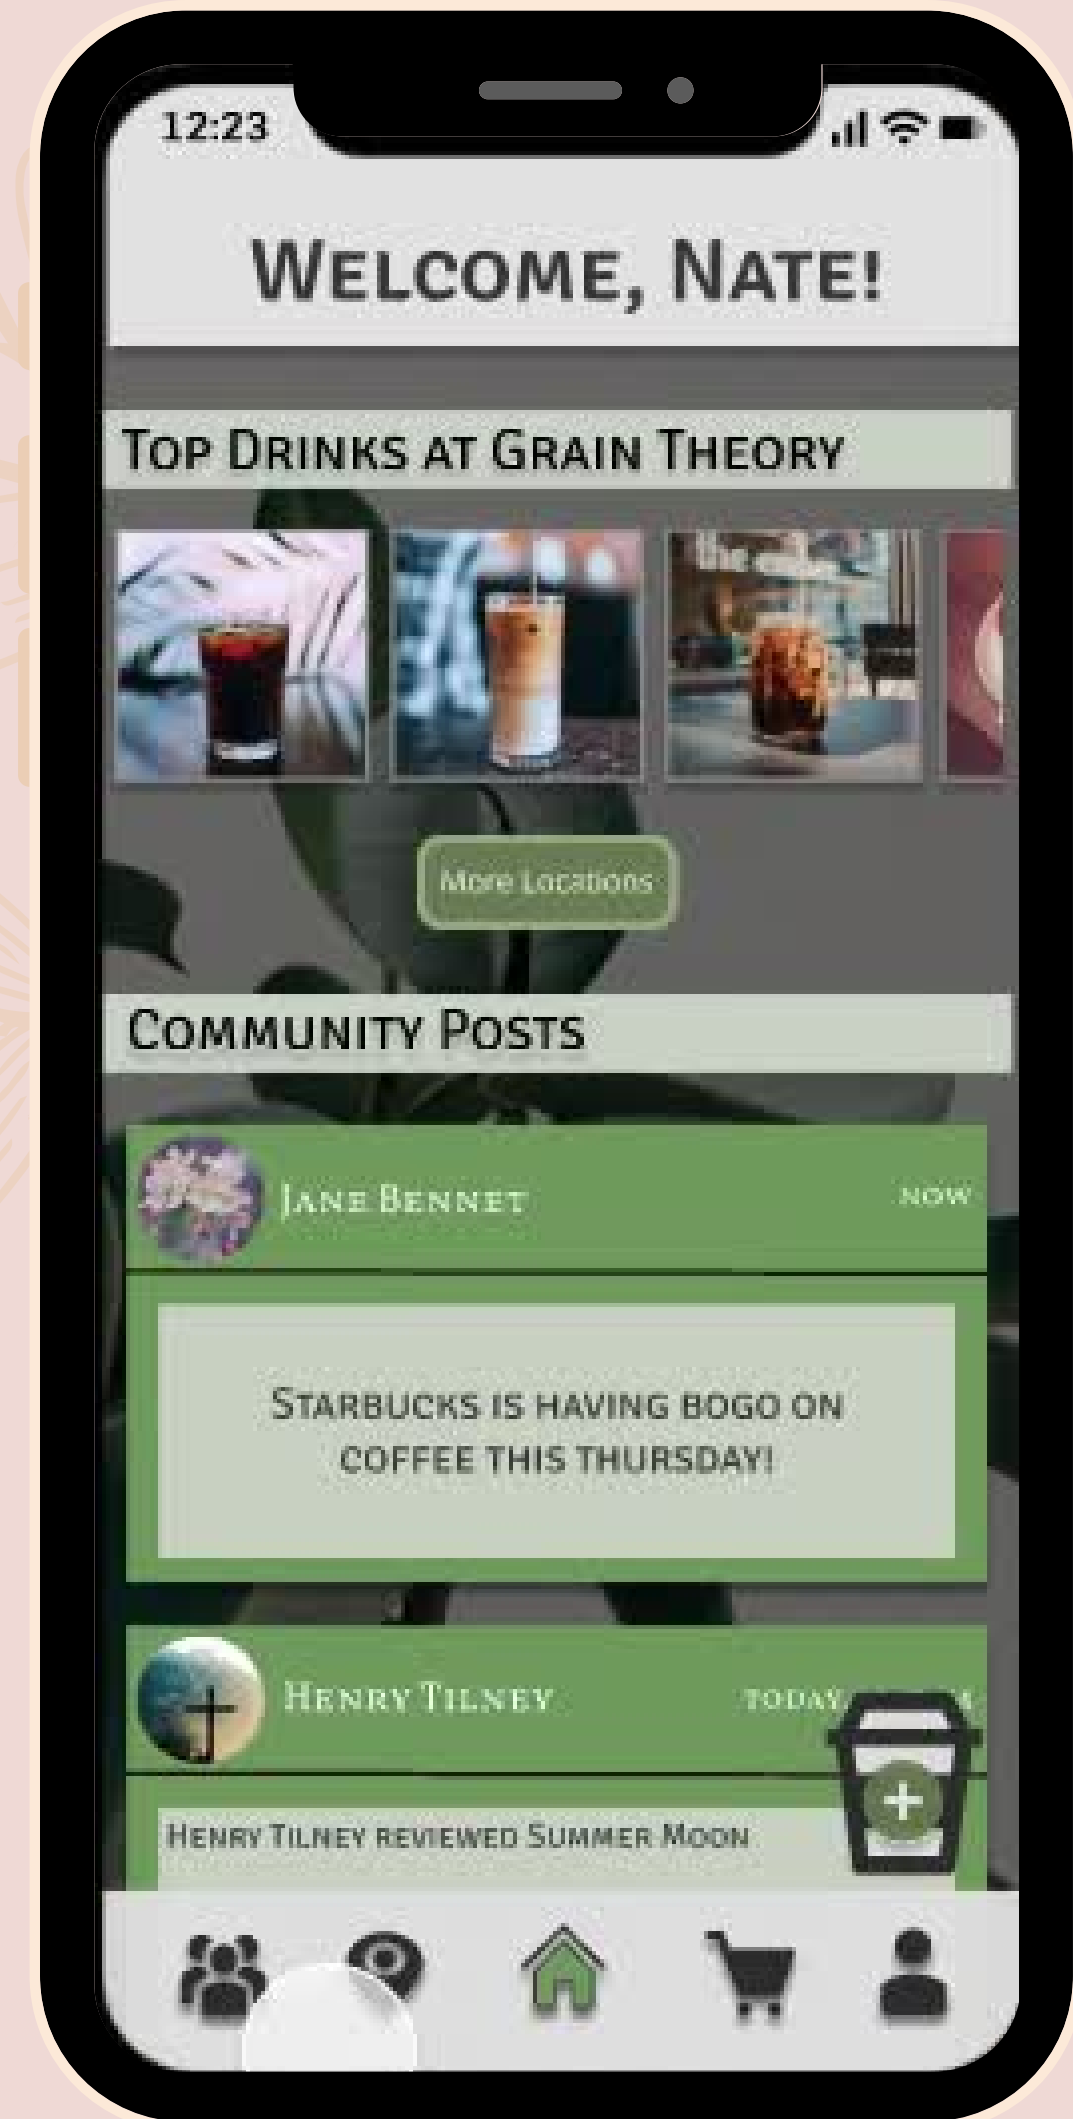 12:23
Welcome, Nate!
Top Drinks at Grain Theory
More Locations
Community Posts
Jane Bennet
now
Starbucks is having bogo on
coffee this thursday!
Henry Tilney
today
Henry Tilney reviewed Summer Moon